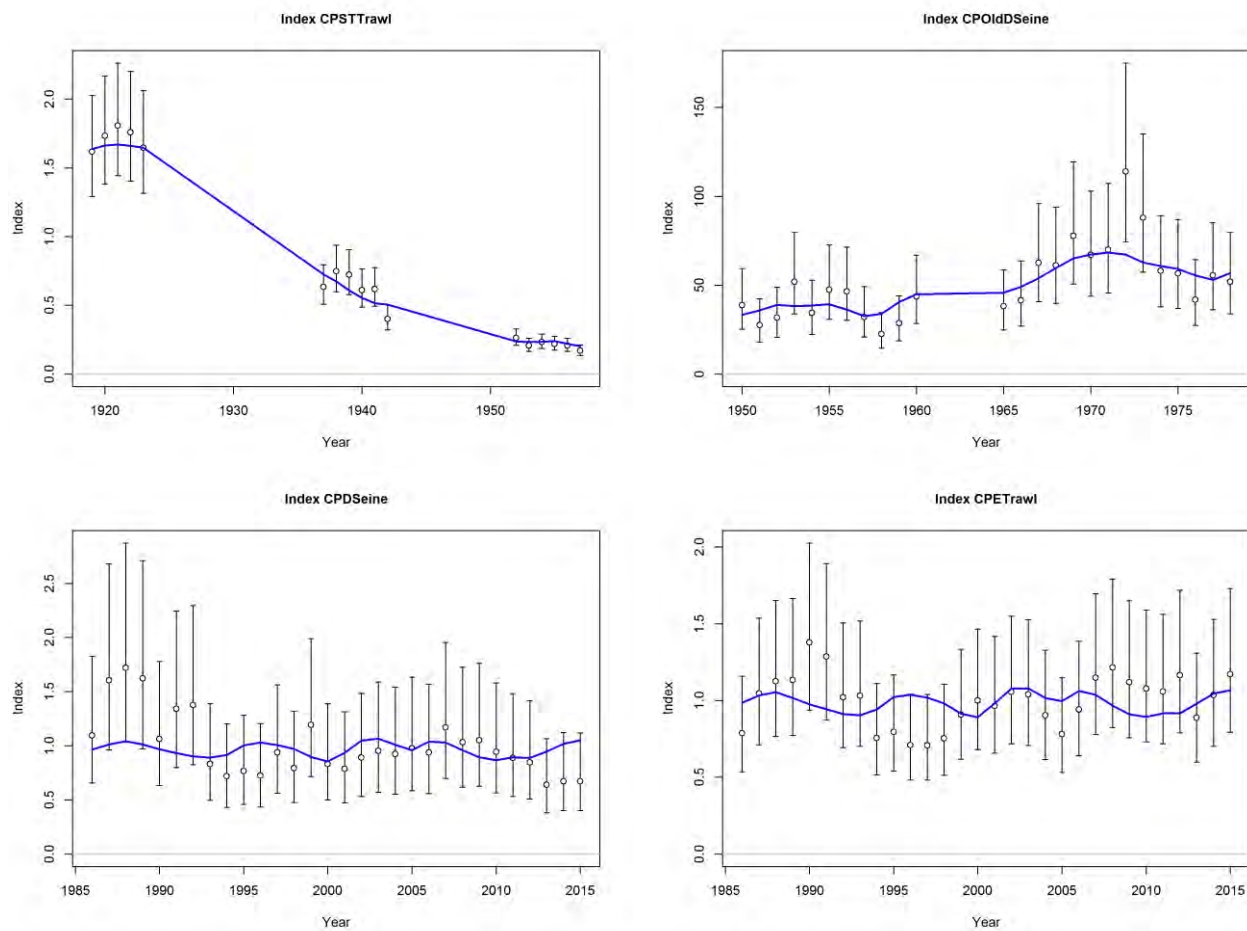 Index CPSTTrawl
Index
0.0 0.5 1.0 1.5 2.0
1920 1930 1940 1950
Year
Index CPOldDSeine
Index
0 50 100 150
1950 1955 1960 1965 1970 1975
Year
Index CPDSeine
Index
0.0 0.5 1.0 1.5 2.0 2.5
1985 1990 1995 2000 2005 2010 2015
Year
Index CPETrawl
Index
0.0 0.5 1.0 1.5 2.0
1985 1990 1995 2000 2005 2010 2015
Year